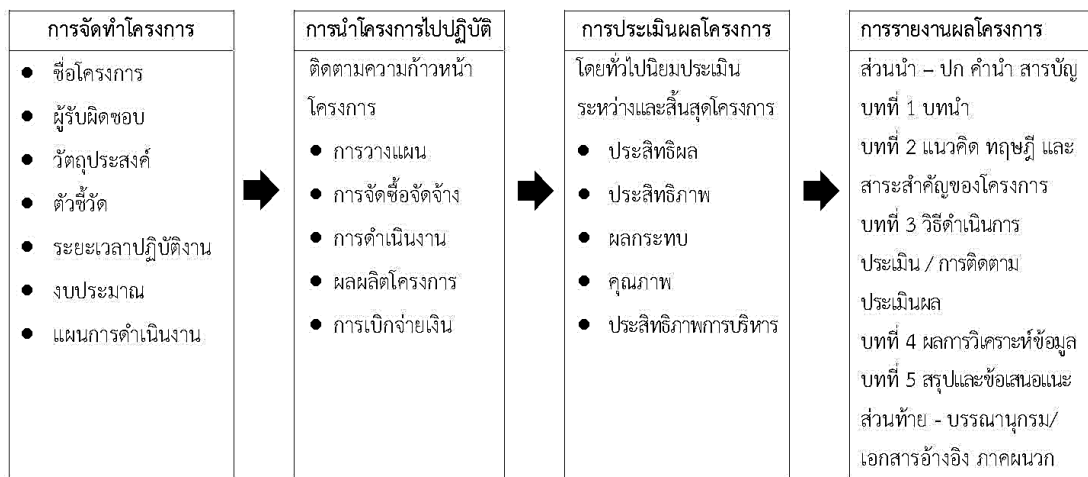 การจัดทำโครงการ
● ชื่อโครงการ
● ผู้รับผิดชอบ
● วัตถุประสงค์
● ตัวชี้วัด
● ระยะเวลาปฏิบัติงาน
● งบประมาณ
● แผนการดำเนินงาน
การนำโครงการไปปฏิบัติ
ติดตามความก้าวหน้า
โครงการ
● การวางแผน
● การจัดซื้อจัดจ้าง
● การดำเนินงาน
● ผลผลิตโครงการ
● การเบิกจ่ายเงิน
การประเมินผลโครงการ
โดยทั่วไปนิยมประเมิน
ระหว่างและสิ้นสุดโครงการ
● ประสิทธิผล
● ประสิทธิภาพ
● ผลกระทบ
● คุณภาพ
● ประสิทธิภาพการบริหาร
การรายงานผลโครงการ
ส่วนนำ – ปก คำนำ สารบัญ
บทที่ 1 บทนำ
บทที่ 2 แนวคิด ทฤษฎี และ
สาระสำคัญของโครงการ
บทที่ 3 วิธีดำเนินการ
ประเมิน / การติดตาม
ประเมินผล
บทที่ 4 ผลการวิเคราะห์ข้อมูล
บทที่ 5 สรุปและข้อเสนอแนะ
ส่วนท้าย - บรรณานุกรม/
เอกสารอ้างอิง ภาคผนวก